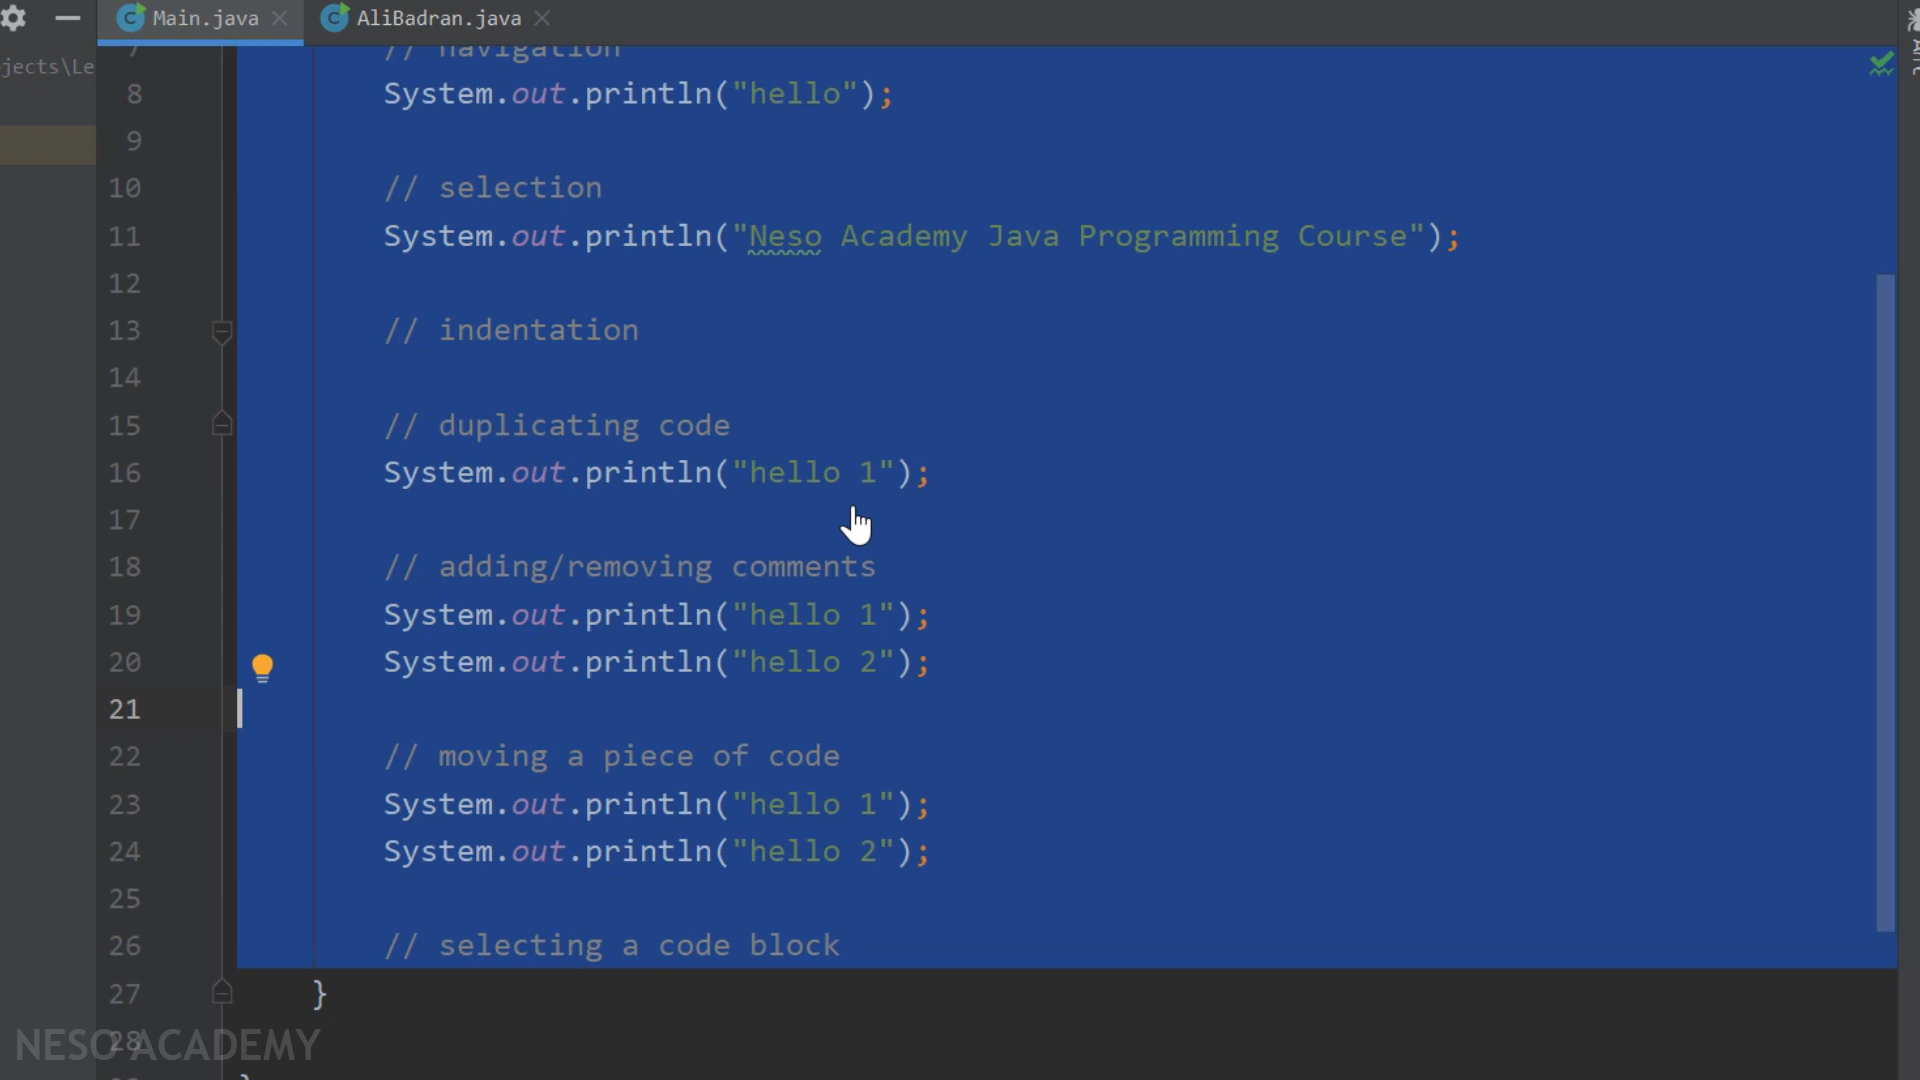 Main.java
AliBadran.java
jects\Le
7 // navigation
8 System.out.println("hello");
9
10 // selection
11 System.out.println("Neso Academy Java Programming Course");
12
13 // indentation
14
15 // duplicating code
16 System.out.println("hello 1");
17
18 // adding/removing comments
19 System.out.println("hello 1");
20 System.out.println("hello 2");
21
22 // moving a piece of code
23 System.out.println("hello 1");
24 System.out.println("hello 2");
25
26 // selecting a code block
27 }
28
NESO ACADEMY